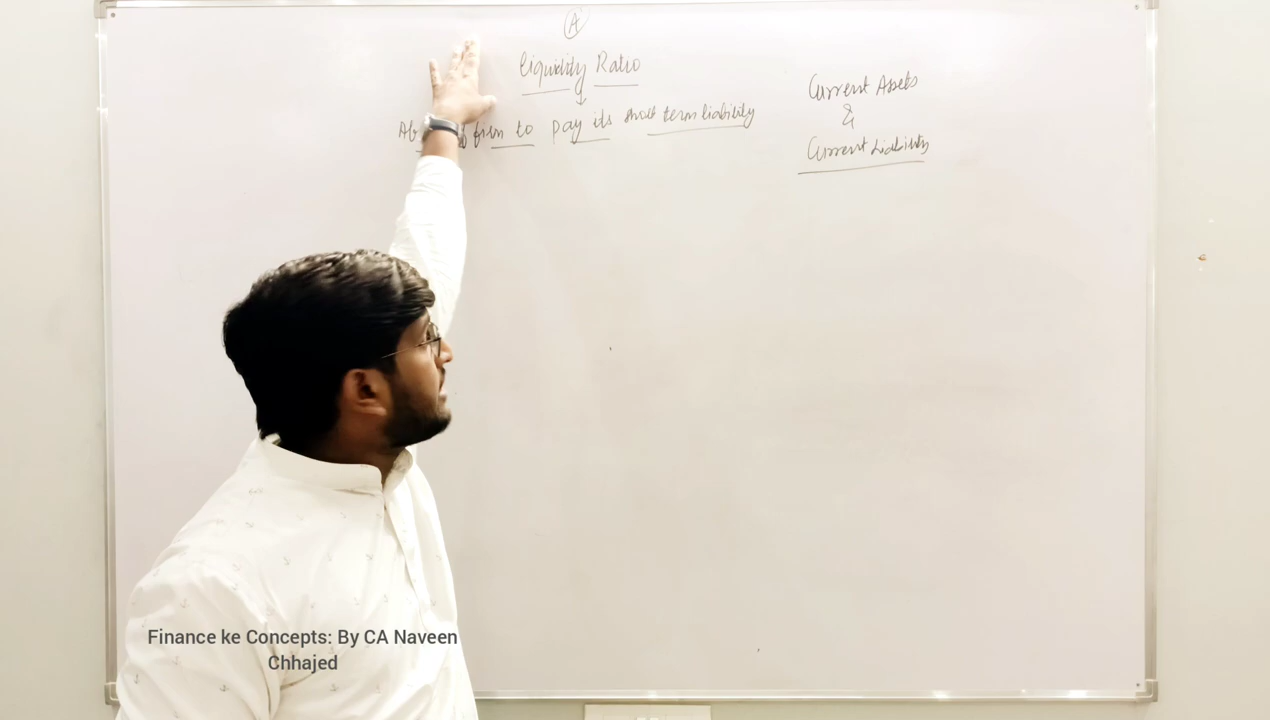 A
Liquidity Ratio
Ab f firm to pay its short term liability
Current Assets
&
Current Liability
Finance ke Concepts: By CA Naveen
Chhajed